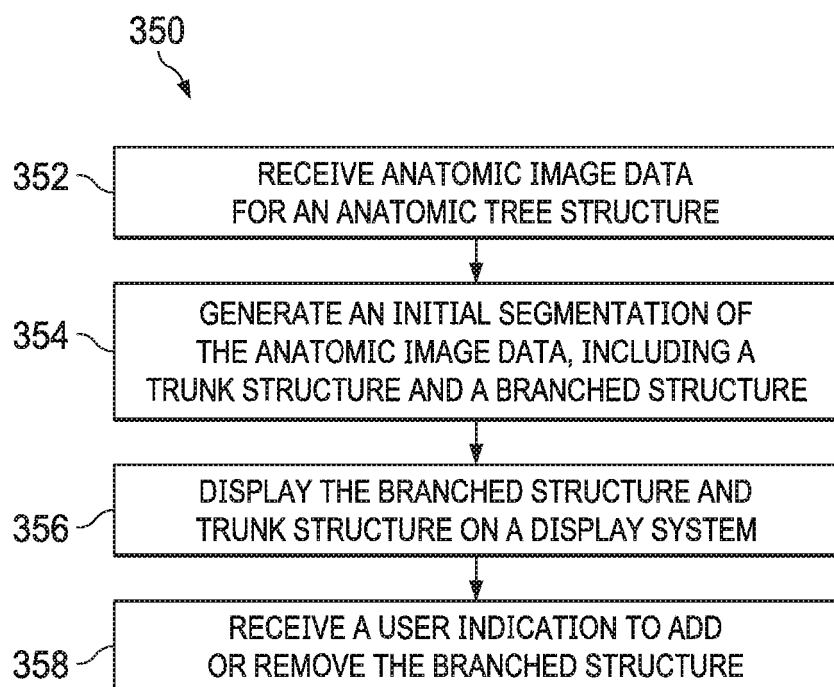 350
352
RECEIVE ANATOMIC IMAGE DATA
FOR AN ANATOMIC TREE STRUCTURE
354
GENERATE AN INITIAL SEGMENTATION OF
THE ANATOMIC IMAGE DATA, INCLUDING A
TRUNK STRUCTURE AND A BRANCHED STRUCTURE
356
DISPLAY THE BRANCHED STRUCTURE AND
TRUNK STRUCTURE ON A DISPLAY SYSTEM
358
RECEIVE A USER INDICATION TO ADD
OR REMOVE THE BRANCHED STRUCTURE